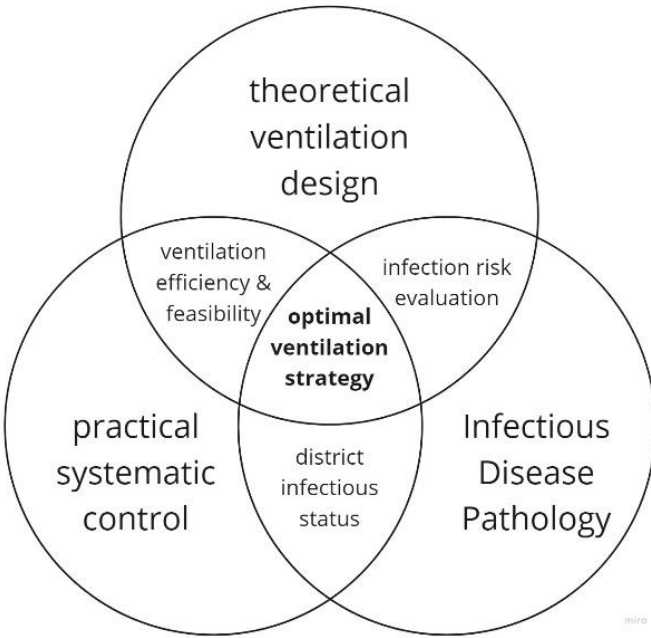 theoretical
ventilation
design
ventilation
efficiency &
feasibility
infection risk
evaluation
optimal
ventilation
strategy
practical
systematic
control
district
infectious
status
Infectious
Disease
Pathology
miro